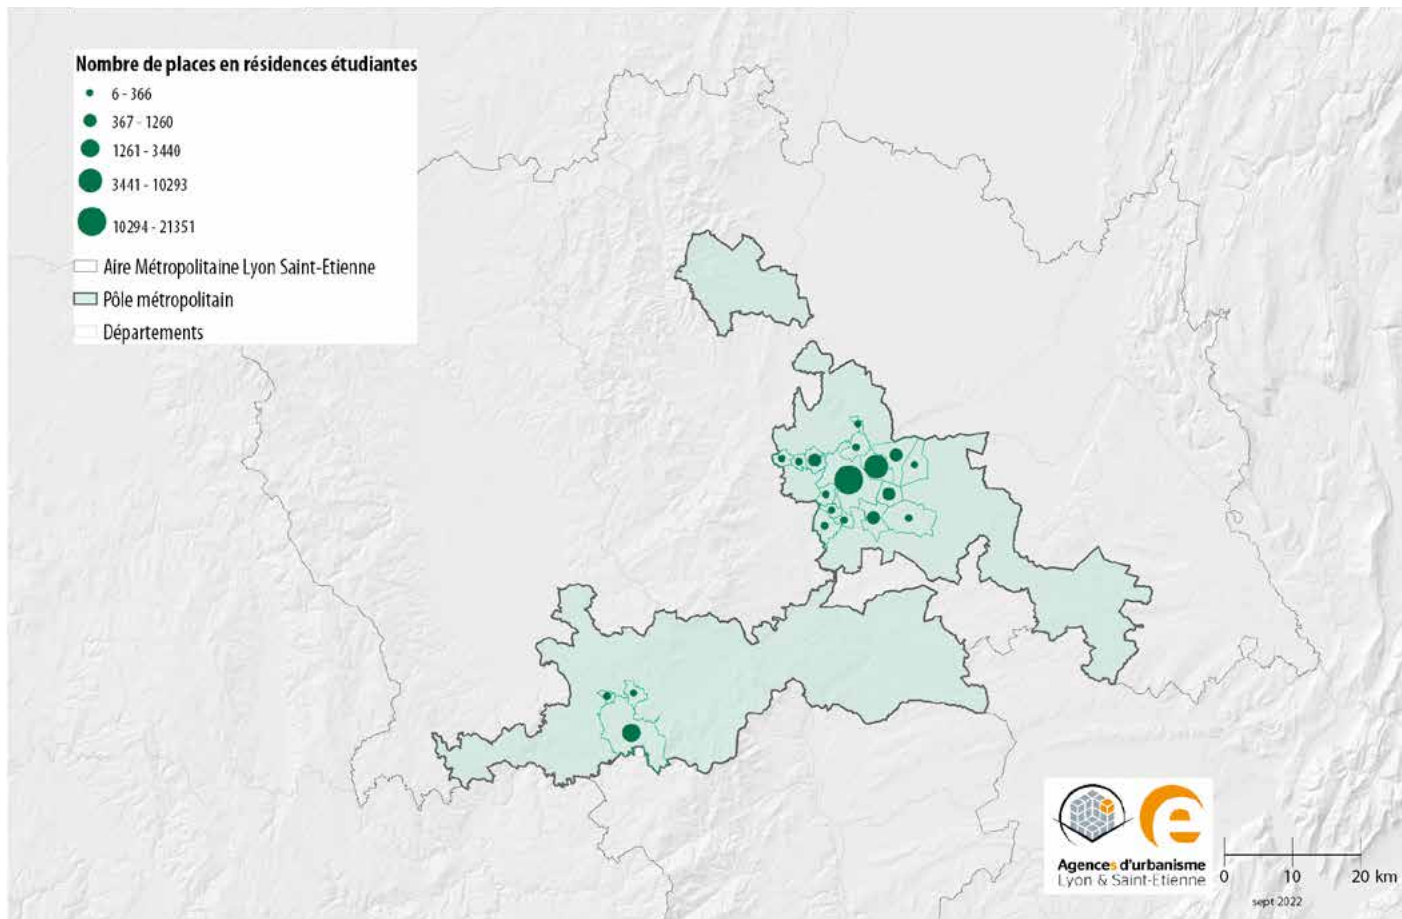 Nombre de places en résidences étudiantes
6 - 366
367 - 1260
1261 - 3440
3441 - 10293
10294 - 21351
Aire Métropolitaine Lyon Saint-Etienne
Pôle métropolitain
Départements
Agences d'urbanisme
Lyon & Saint-Etienne
0 10 20 km
sept 2022